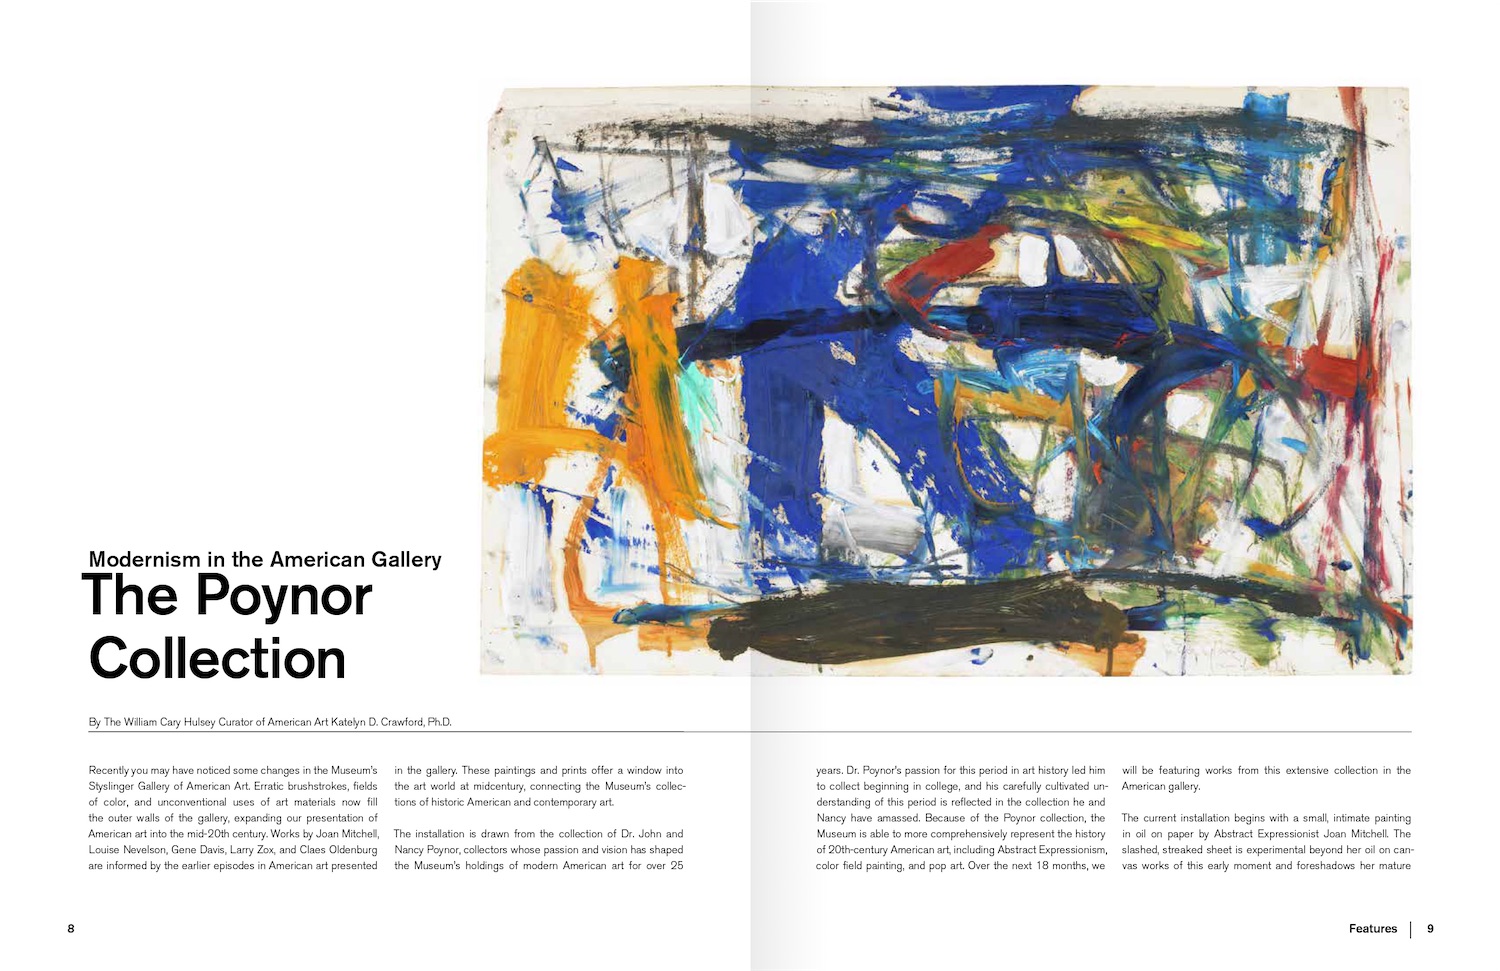 Modernism in the American Gallery
The Poynor
Collection
By The William Cary Hulsey Curator of American Art Katelyn D. Crawford, Ph.D.
Recently you may have noticed some changes in the Museum's
Styslinger Gallery of American Art. Erratic brushstrokes, fields
of color, and unconventional uses of art materials now fill
the outer walls of the gallery, expanding our presentation of
American art into the mid-20th century. Works by Joan Mitchell,
Louise Nevelson, Gene Davis, Larry Zox, and Claes Oldenburg
are informed by the earlier episodes in American art presented
in the gallery. These paintings and prints offer a window into
the art world at midcentury, connecting the Museum's collec-
tions of historic American and contemporary art.
The installation is drawn from the collection of Dr. John and
Nancy Poynor, collectors whose passion and vision has shaped
the Museum's holdings of modern American art for over 25
years. Dr. Poynor's passion for this period in art history led him
to collect beginning in college, and his carefully cultivated un-
derstanding of this period is reflected in the collection he and
Nancy have amassed. Because of the Poynor collection, the
Museum is able to more comprehensively represent the history
of 20th-century American art, including Abstract Expressionism,
color field painting, and pop art. Over the next 18 months, we
will be featuring works from this extensive collection in the
American gallery.
The current installation begins with a small, intimate painting
in oil on paper by Abstract Expressionist Joan Mitchell. The
slashed, streaked sheet is experimental beyond her oil on can-
vas works of this early moment and foreshadows her mature
8
Features | 9